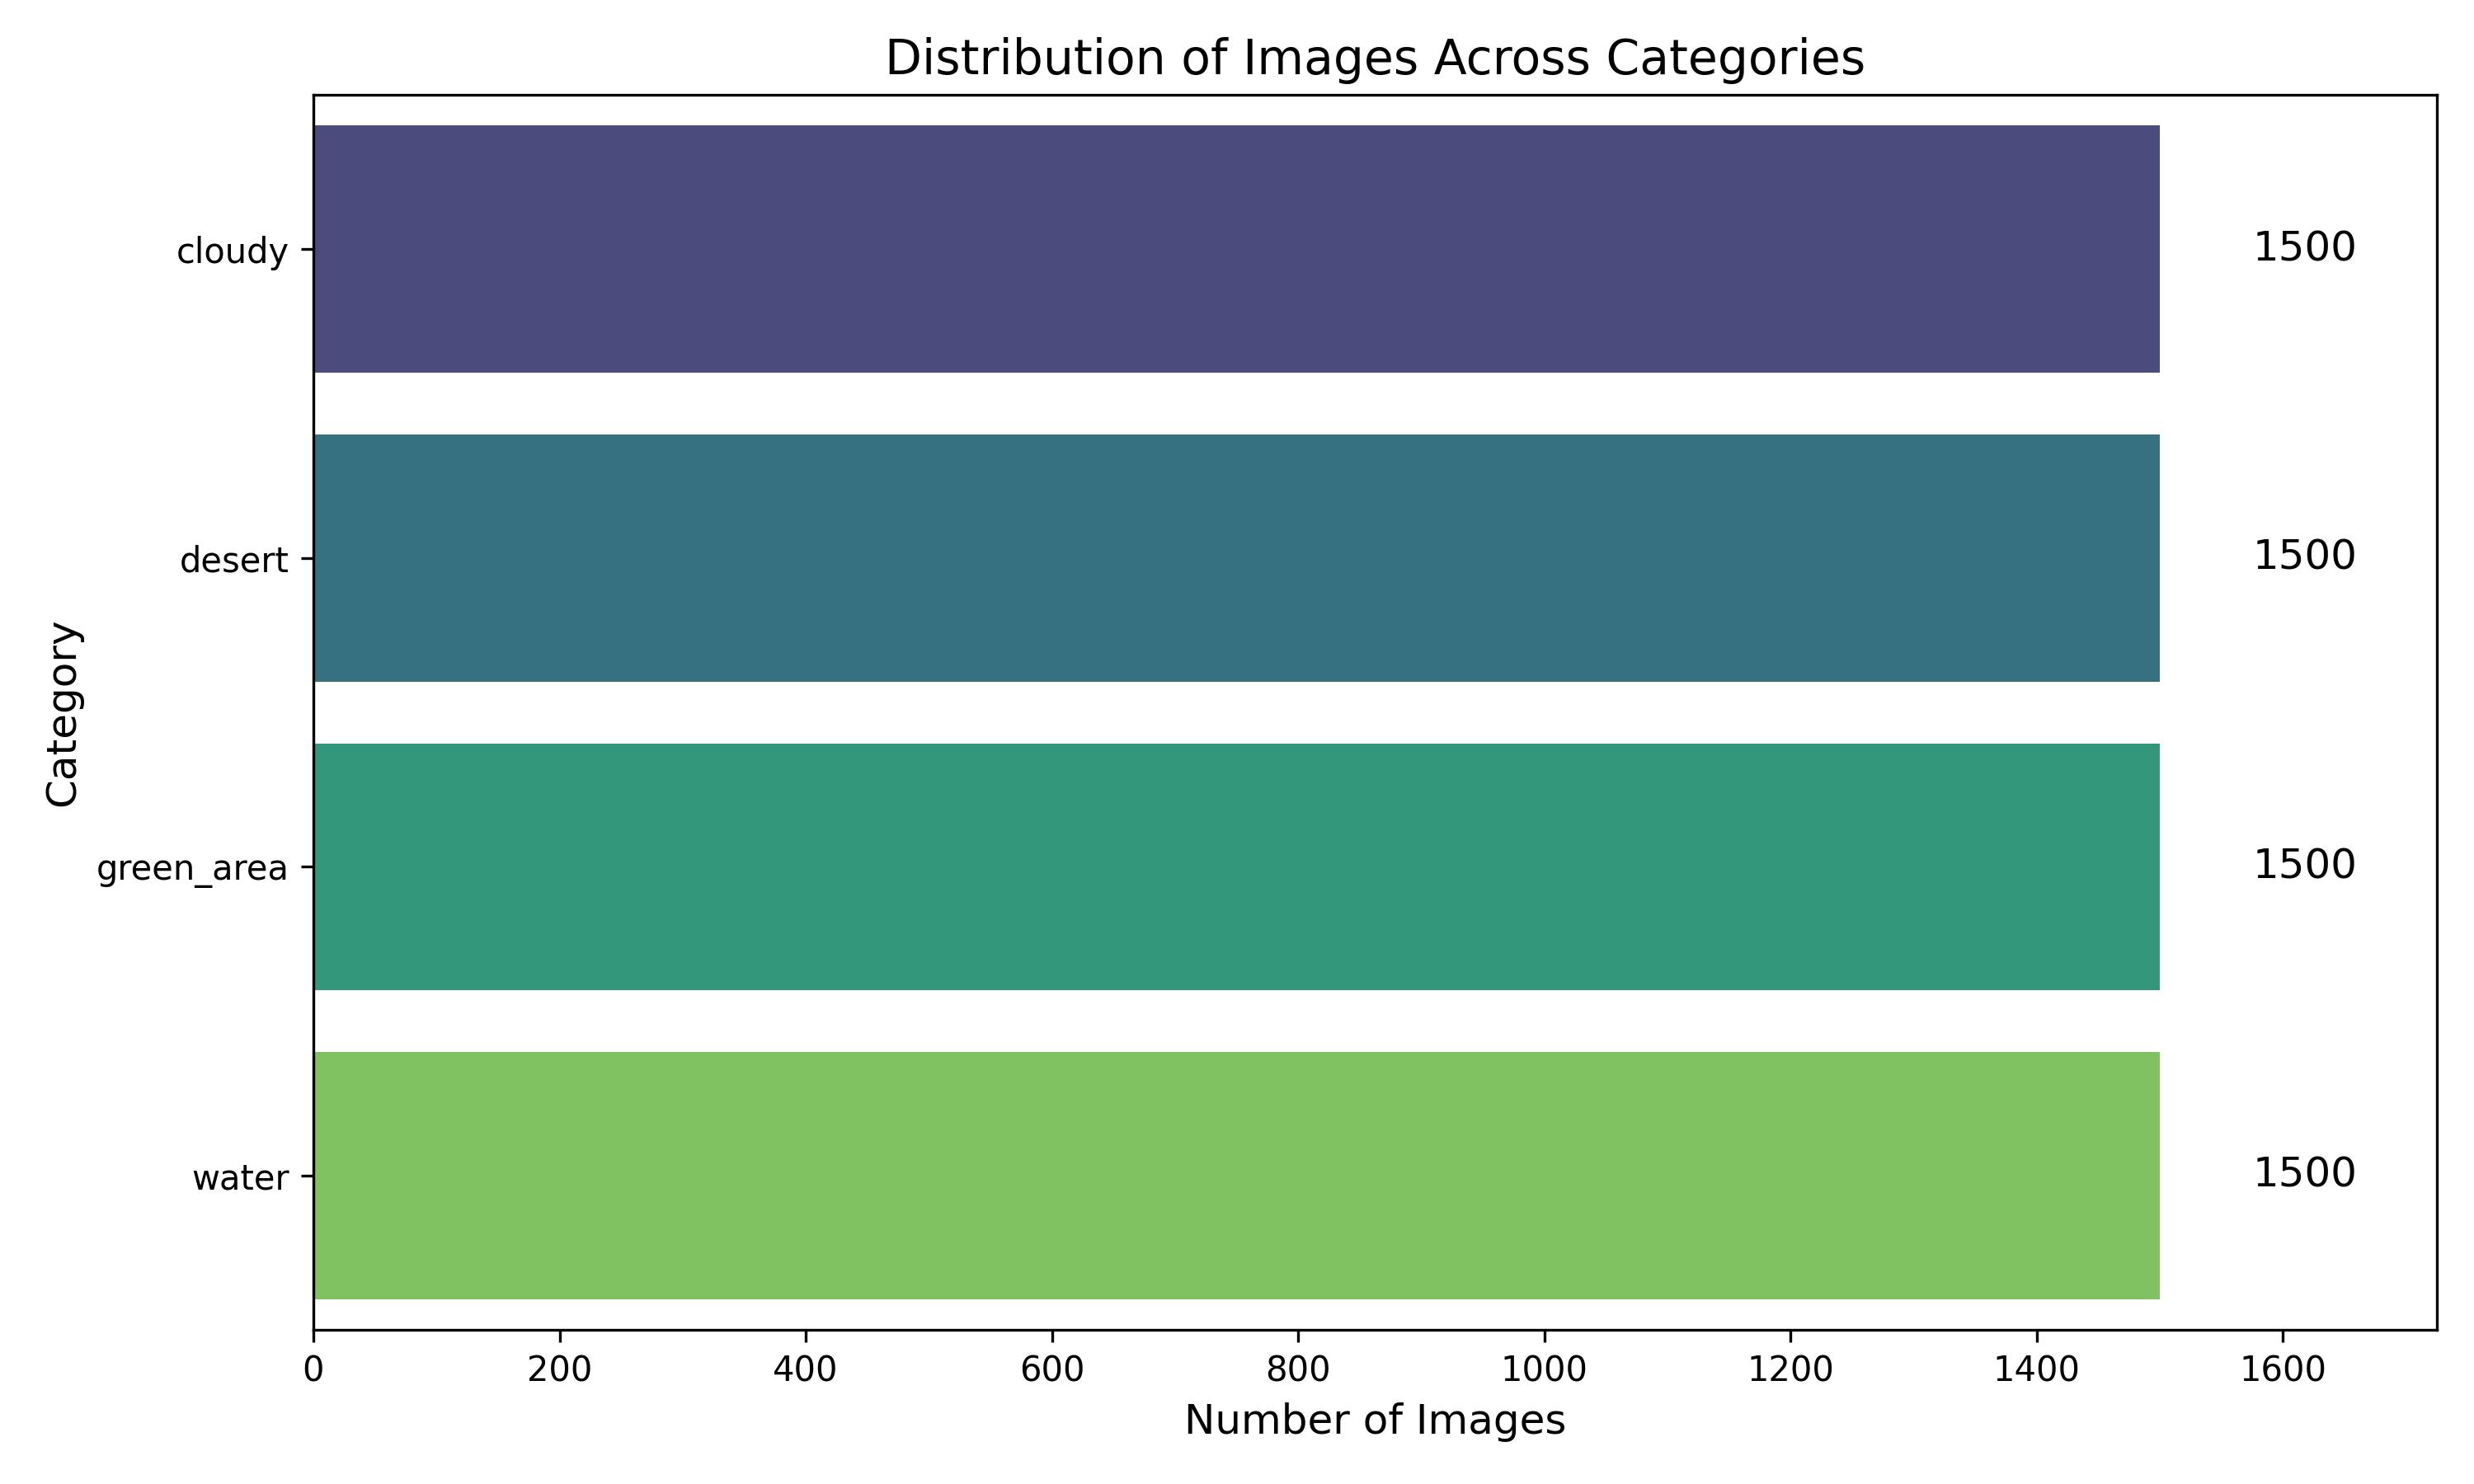 Distribution of Images Across Categories
cloudy
1500
desert
1500
Category
green_area
1500
water
1500
0 200 400 600 800 1000 1200 1400 1600
Number of Images